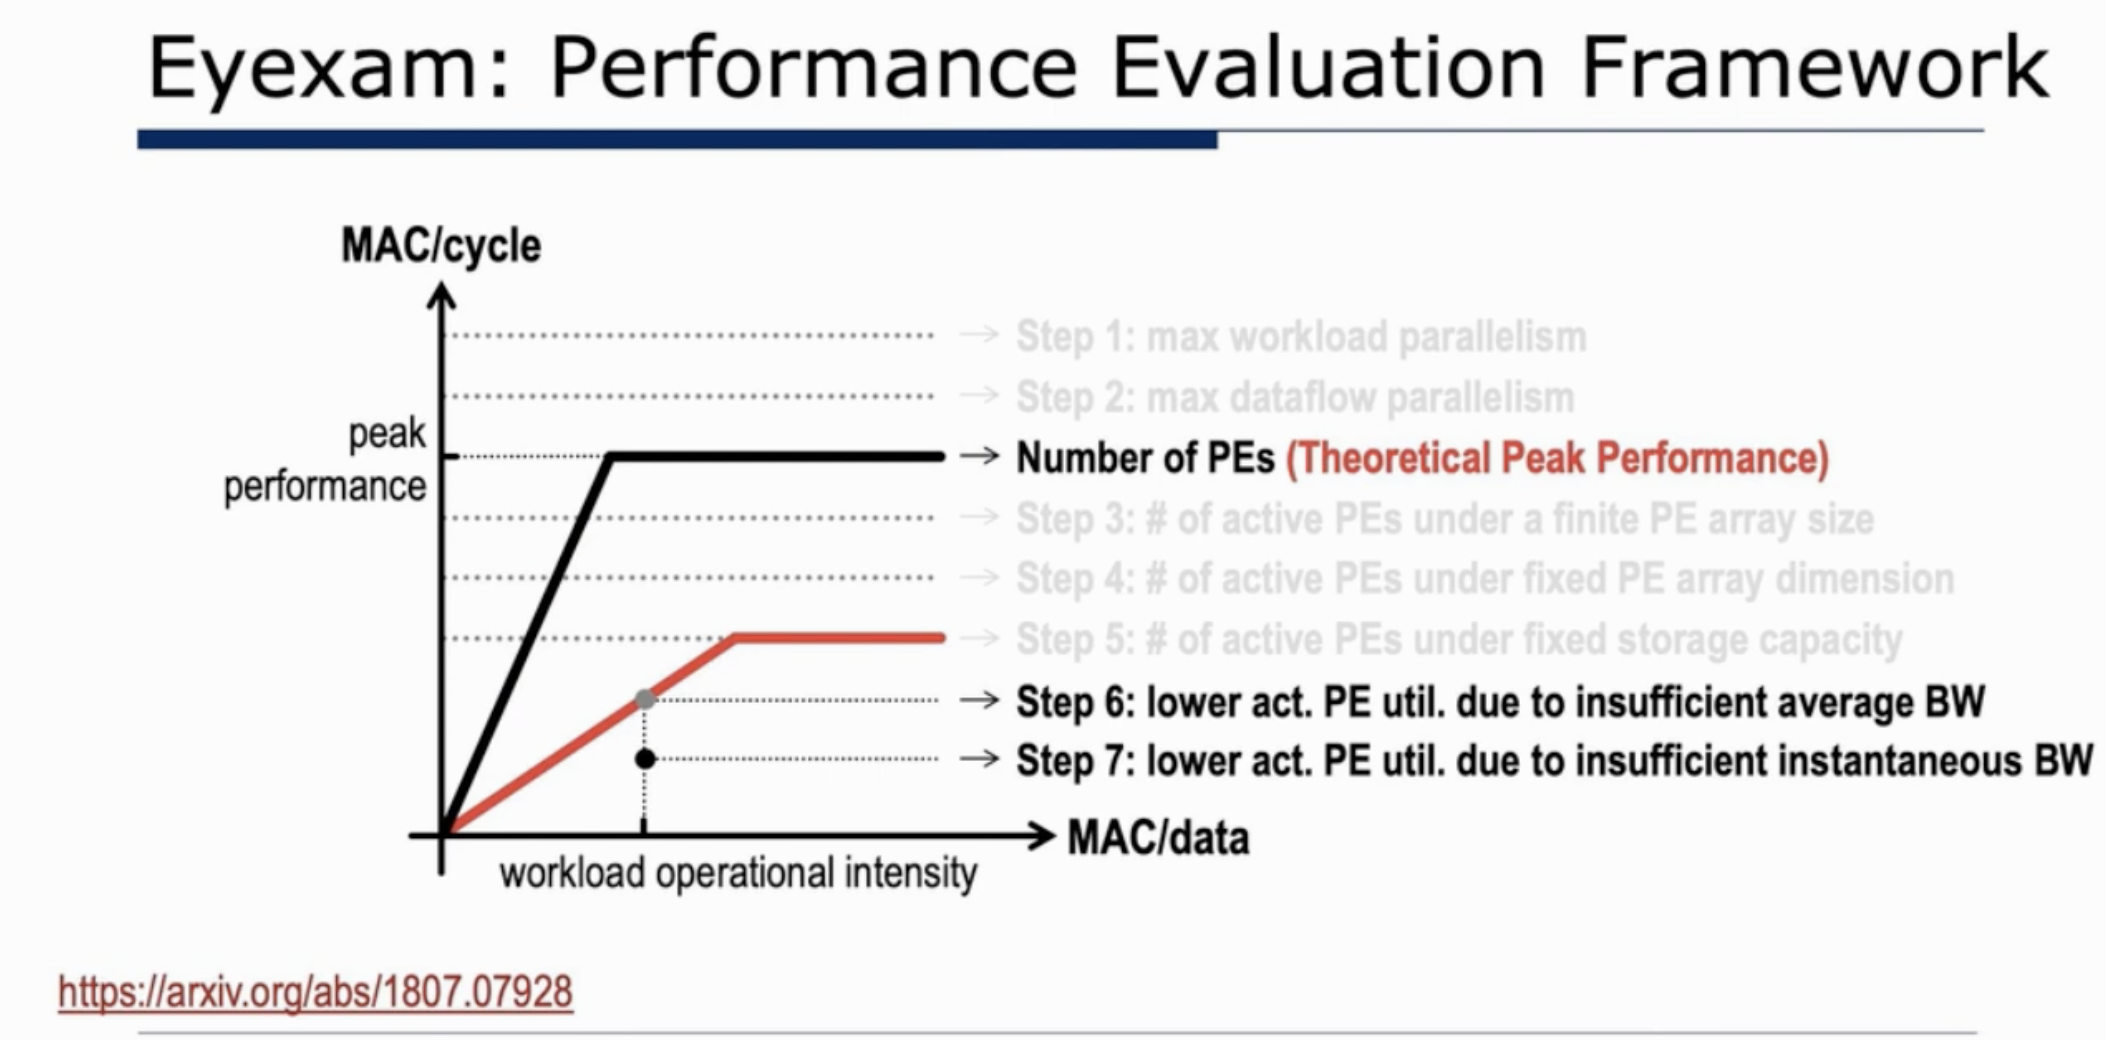 Eyexam: Performance Evaluation Framework
MAC/cycle
Step 1: max workload parallelism
Step 2: max dataflow parallelism
peak
performance
Number of PEs (Theoretical Peak Performance)
Step 3: # of active PEs under a finite PE array size
Step 4: # of active PEs under fixed PE array dimension
Step 5: # of active PEs under fixed storage capacity
Step 6: lower act. PE util. due to insufficient average BW
Step 7: lower act. PE util. due to insufficient instantaneous BW
MAC/data
workload operational intensity
https://arxiv.org/abs/1807.07928